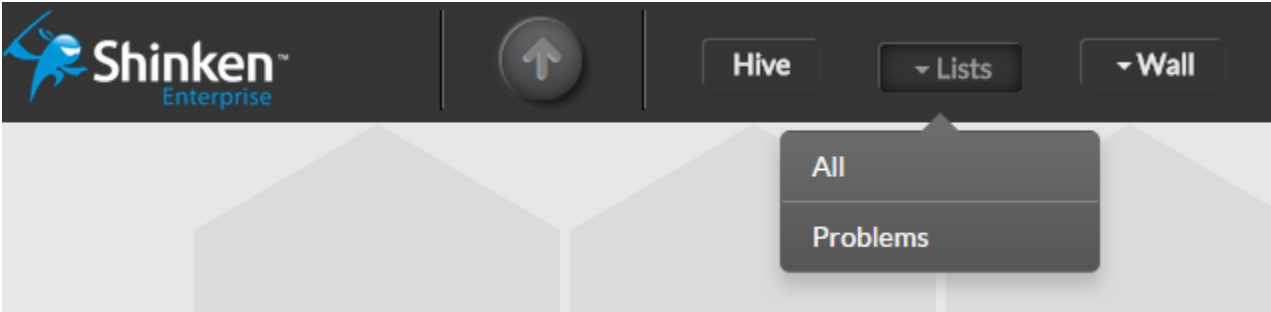 Shinken™
Enterprise
Hive
Lists
Wall
All
Problems